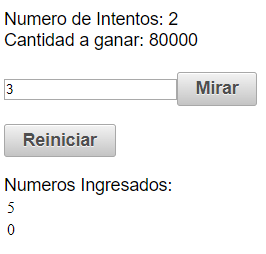 Numero de Intentos: 2
Cantidad a ganar: 80000
3 Mirar
Reiniciar
Numeros Ingresados:
5
0